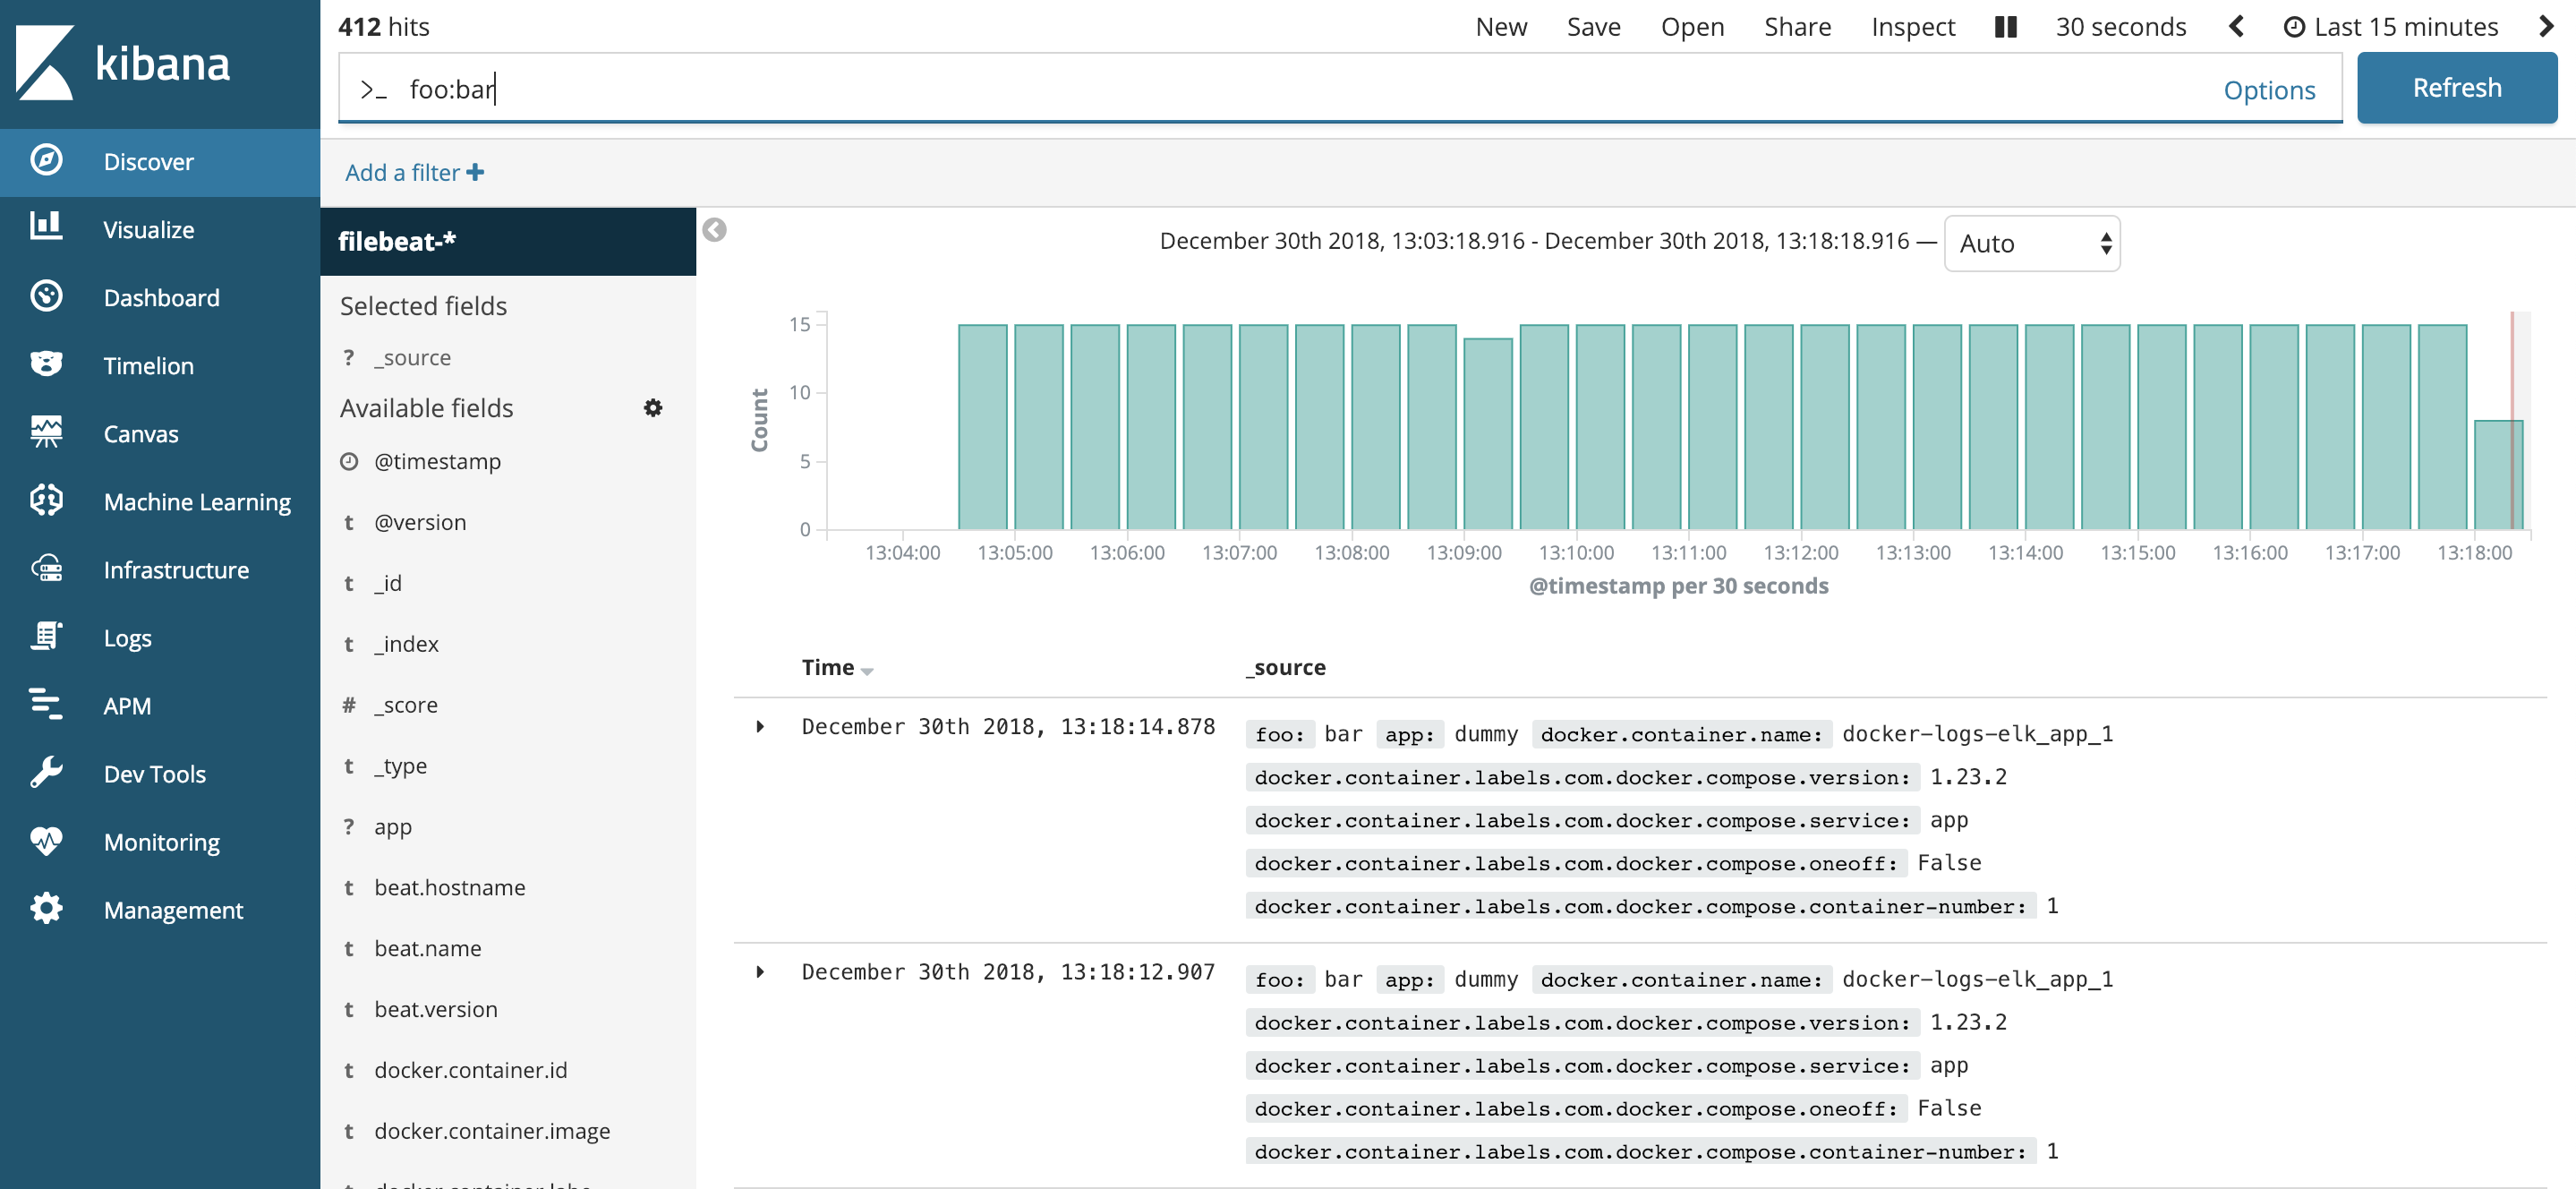 kibana
Discover
Visualize
Dashboard
Timelion
Canvas
Machine Learning
Infrastructure
Logs
APM
Dev Tools
Monitoring
Management
412 hits
New Save Open Share Inspect 30 seconds Last 15 minutes
>_ foo:bar Options Refresh
Add a filter
filebeat-*
Selected fields
? _source
Available fields
@timestamp
t @version
t _id
t _index
# _score
t _type
? app
t beat.hostname
t beat.name
t beat.version
t docker.container.id
t docker.container.image
December 30th 2018, 13:03:18.916 - December 30th 2018, 13:18:18.916 — Auto
Count
15
10
5
0
13:04:00 13:05:00 13:06:00 13:07:00 13:08:00 13:09:00 13:10:00 13:11:00 13:12:00 13:13:00 13:14:00 13:15:00 13:16:00 13:17:00 13:18:00
@timestamp per 30 seconds
Time _source
December 30th 2018, 13:18:14.878 foo: bar app: dummy docker.container.name: docker-logs-elk_app_1
docker.container.labels.com.docker.compose.version: 1.23.2
docker.container.labels.com.docker.compose.service: app
docker.container.labels.com.docker.compose.oneoff: False
docker.container.labels.com.docker.compose.container-number: 1
December 30th 2018, 13:18:12.907 foo: bar app: dummy docker.container.name: docker-logs-elk_app_1
docker.container.labels.com.docker.compose.version: 1.23.2
docker.container.labels.com.docker.compose.service: app
docker.container.labels.com.docker.compose.oneoff: False
docker.container.labels.com.docker.compose.container-number: 1